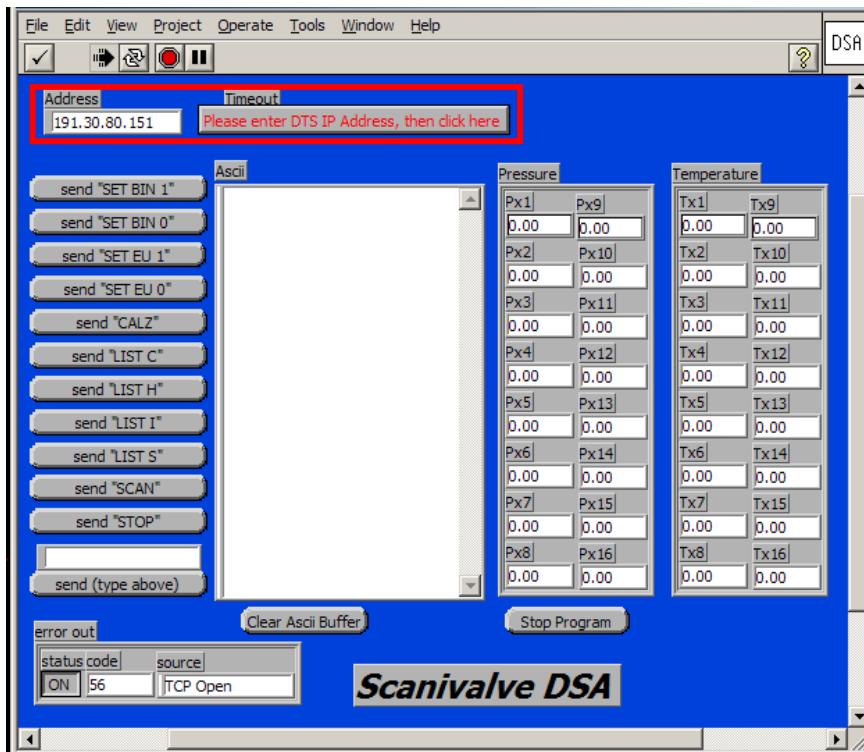 File Edit View Project Operate Tools Window Help
DSA
Address Timeout
191.30.80.151 Please enter DTS IP Address, then click here
Ascii
Pressure
Temperature
send "SET BIN 1"
send "SET BIN 0"
send "SET EU 1"
send "SET EU 0"
send "CALZ"
send "LIST C"
send "LIST H"
send "LIST I"
send "LIST S"
send "SCAN"
send "STOP"
send (type above)
Px1 Px9
0.00 0.00
Px2 Px10
0.00 0.00
Px3 Px11
0.00 0.00
Px4 Px12
0.00 0.00
Px5 Px13
0.00 0.00
Px6 Px14
0.00 0.00
Px7 Px15
0.00 0.00
Px8 Px16
0.00 0.00
Tx1 Tx9
0.00 0.00
Tx2 Tx10
0.00 0.00
Tx3 Tx11
0.00 0.00
Tx4 Tx12
0.00 0.00
Tx5 Tx13
0.00 0.00
Tx6 Tx14
0.00 0.00
Tx7 Tx15
0.00 0.00
Tx8 Tx16
0.00 0.00
Clear Ascii Buffer
Stop Program
error out
status code source
ON 56 TCP Open
Scanivalve DSA